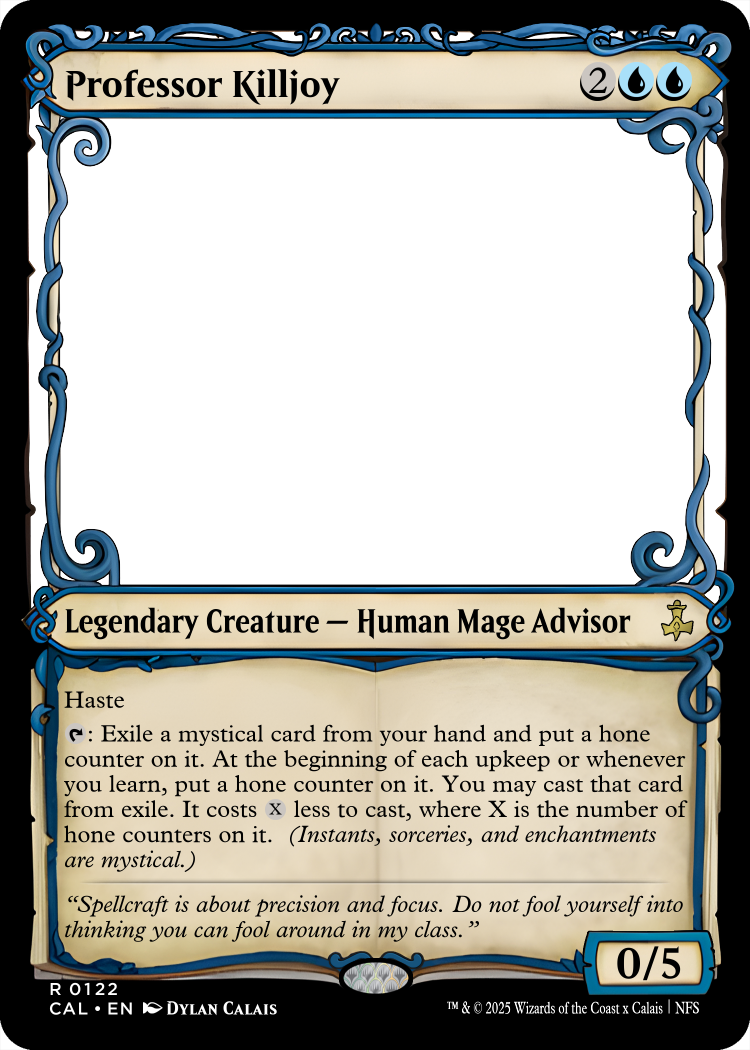 Professor Killjoy 2
Legendary Creature — Human Mage Advisor
Haste
: Exile a mystical card from your hand and put a hone
counter on it. At the beginning of each upkeep or whenever
you learn, put a hone counter on it. You may cast that card
from exile. It costs X less to cast, where X is the number of
hone counters on it. (Instants, sorceries, and enchantments
are mystical.)
“Spellcraft is about precision and focus. Do not fool yourself into
thinking you can fool around in my class.”
0/5
R 0122
CAL • EN Dylan Calais ™ & © 2025 Wizards of the Coast x Calais | NFS